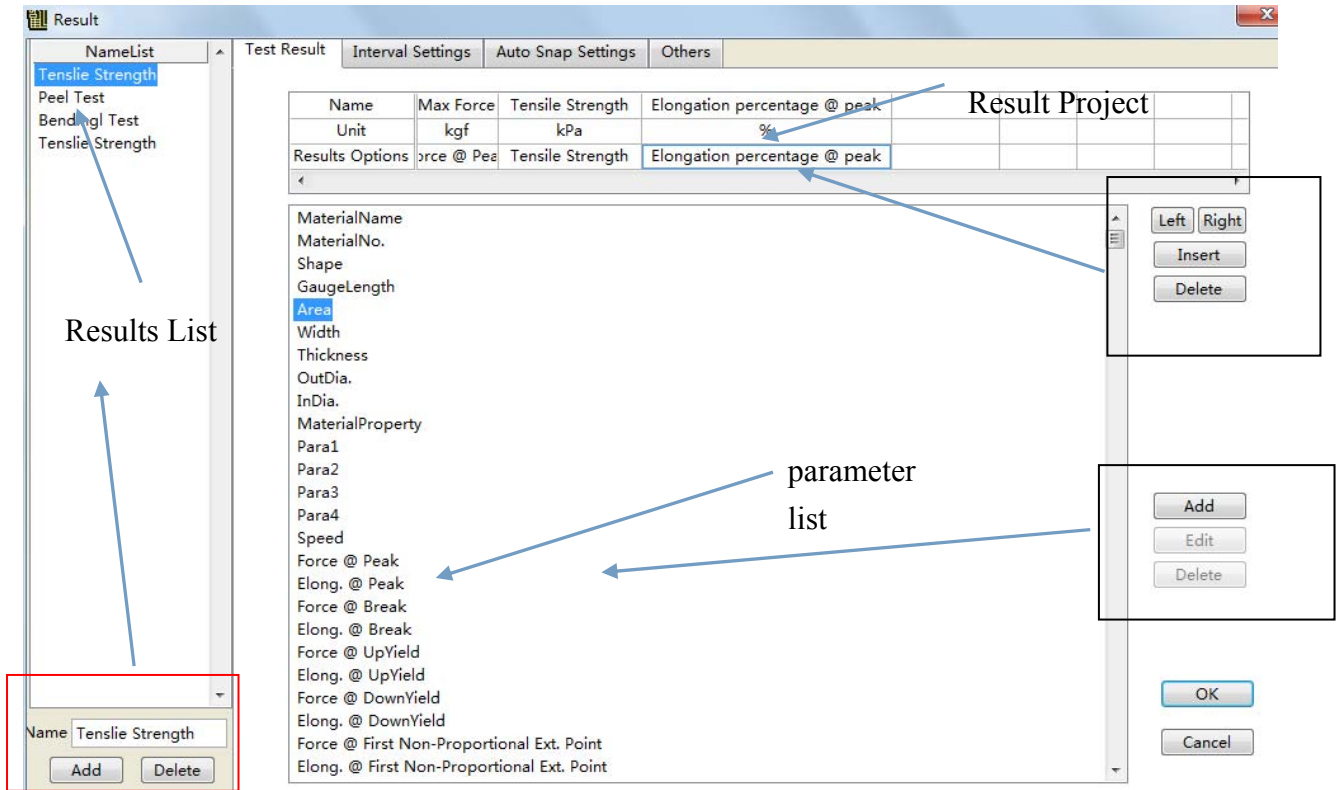 Result
NameList
Tenslie Strength
Peel Test
Bendingl Test
Tenslie Strength
Name Tenslie Strength
Add Delete
Test Result Interval Settings Auto Snap Settings Others
Name Max Force Tensile Strength Elongation percentage @ peak
Unit kgf kPa %
Results Options orce @ Pea Tensile Strength Elongation percentage @ peak
Result Project
Results List
MaterialName
MaterialNo.
Shape
GaugeLength
Area
Width
Thickness
OutDia.
InDia.
MaterialProperty
Para1
Para2
Para3
Para4
Speed
Force @ Peak
Elong. @ Peak
Force @ Break
Elong. @ Break
Force @ UpYield
Elong. @ UpYield
Force @ DownYield
Elong. @ DownYield
Force @ First Non-Proportional Ext. Point
Elong. @ First Non-Proportional Ext. Point
parameter
list
Left Right
Insert
Delete
Add
Edit
Delete
OK
Cancel